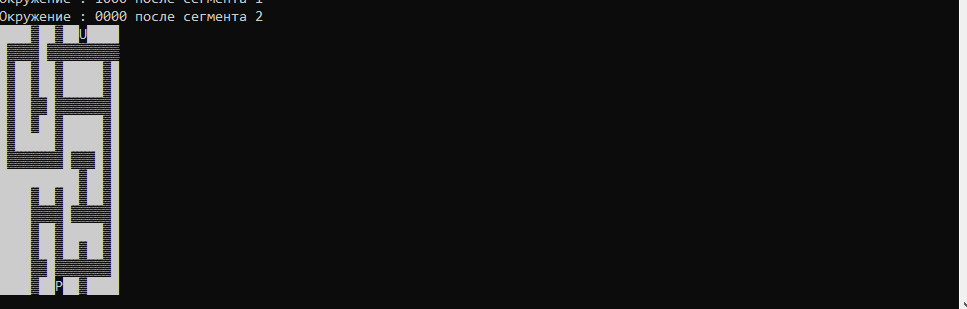 Окружение : 1000 после сегмента 1
Окружение : 0000 после сегмента 2
U
P